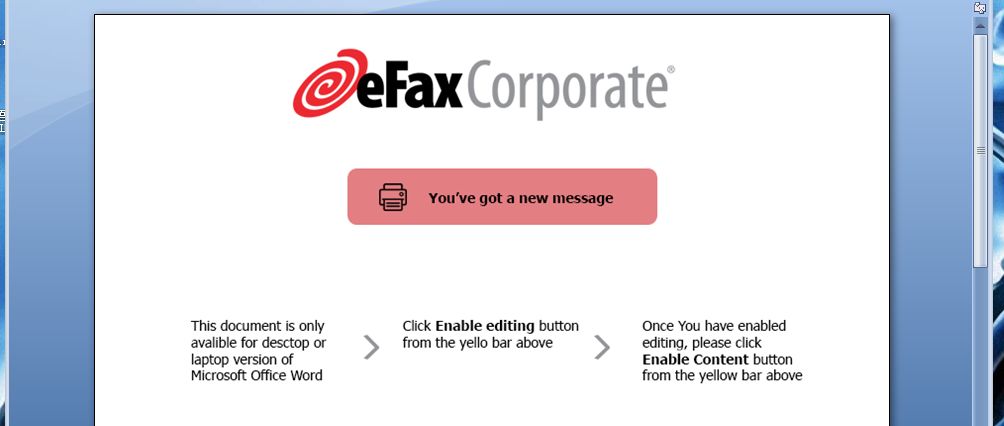 eFax Corporate®
You've got a new message
This document is only
avalible for desctop or
laptop version of
Microsoft Office Word
Click Enable editing button
from the yello bar above
Once You have enabled
editing, please click
Enable Content button
from the yellow bar above